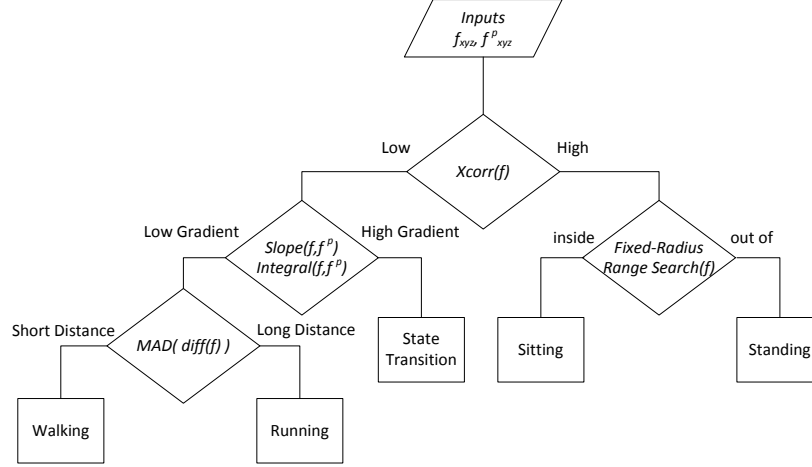 Inputs
fxyz, f^p xyz
Low
High
Xcorr(f)
Low Gradient
High Gradient
Slope(f,f^p)
Integral(f,f^p)
inside
out of
Fixed-Radius
Range Search(f)
Short Distance
Long Distance
MAD( diff(f) )
State
Transition
Sitting
Standing
Walking
Running